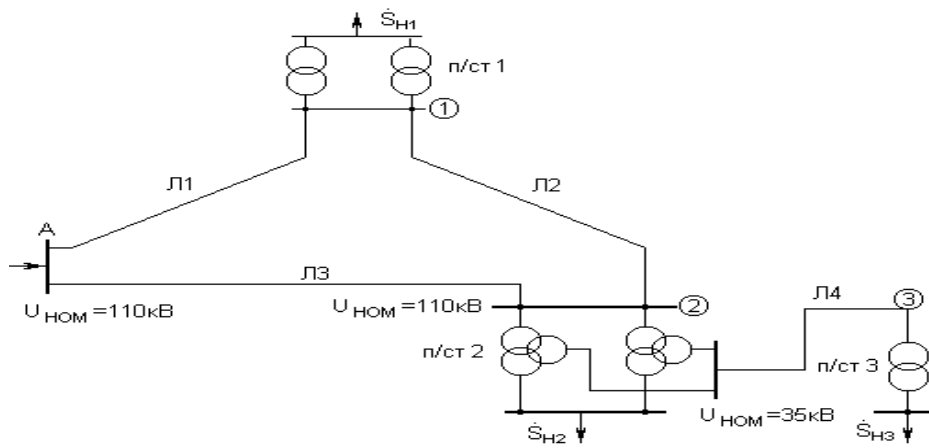 Ṡн1
п/ст 1
1
Л1
Л2
А
Л3
Uном=110кВ
Uном=110кВ
2
Л4
3
п/ст 2
п/ст 3
Uном=35кВ
Ṡн2
Ṡн3